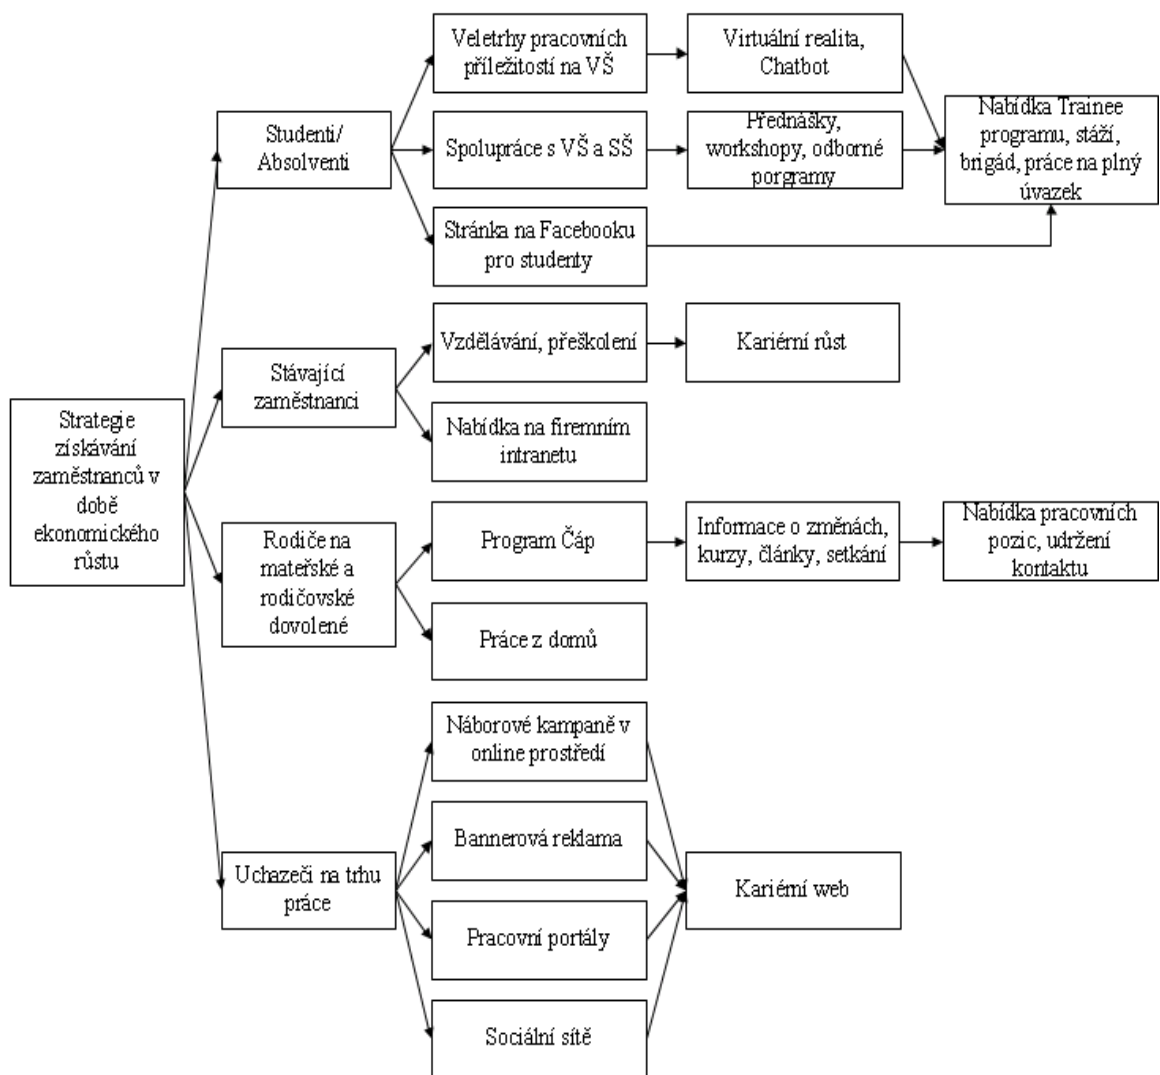 Strategie
získávání
zaměstnanců v
době
ekonomického
růstu
Studenti/
Absolventi
Veletrhy pracovních
příležitostí na VŠ
Virtuální realita,
Chatbot
Spolupráce s VŠ a SŠ
Přednášky,
workshopy, odborné
porgramy
Nabídka Trainee
programu, stáží,
brigád, práce na plný
úvazek
Stránka na Facebooku
pro studenty
Stávající
zaměstnanci
Vzdělávání, přeškolení
Kariérní růst
Nabídka na firemním
intranetu
Rodiče na
mateřské a
rodičovské
dovolené
Program Čáp
Informace o změnách,
kurzy, články, setkání
Nabídka pracovních
pozic, udržení
kontaktu
Práce z domů
Uchazeči na trhu
práce
Náborové kampaně v
online prostředí
Bannerová reklama
Pracovní portály
Sociální sítě
Kariérní web